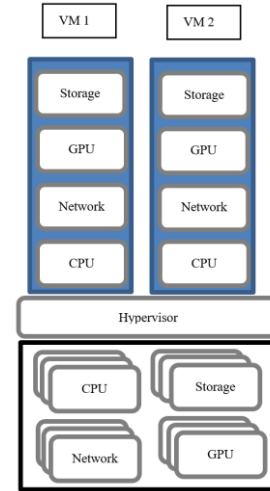 VM 1
VM 2
Storage
Storage
GPU
GPU
Network
Network
CPU
CPU
Hypervisor
CPU
Storage
Network
GPU